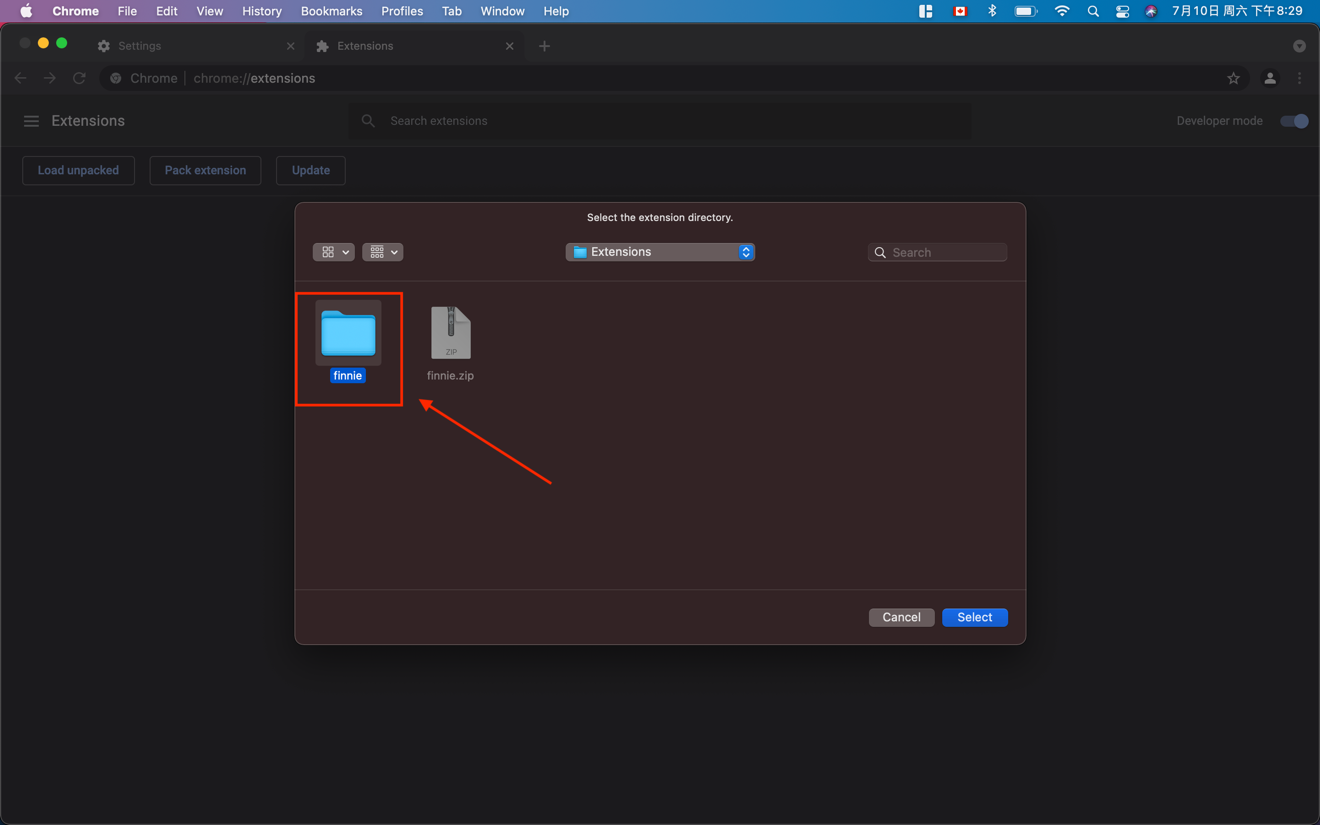 Chrome File Edit View History Bookmarks Profiles Tab Window Help 7月10日 周六 下午8:29
Settings Extensions
Chrome chrome://extensions
Extensions Search extensions Developer mode
Load unpacked Pack extension Update
Select the extension directory.
Extensions Search
ZIP
finnie finnie.zip
Cancel Select